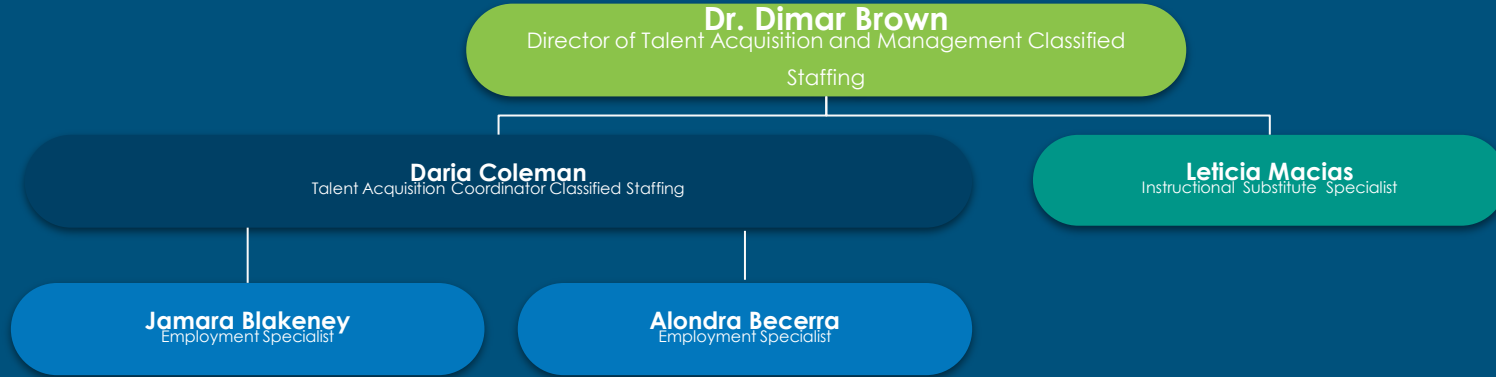 Dr. Dimar Brown
Director of Talent Acquisition and Management Classified
Staffing
Daria Coleman
Talent Acquisition Coordinator Classified Staffing
Leticia Macias
Instructional Substitute Specialist
Jamara Blakeney
Employment Specialist
Alondra Becerra
Employment Specialist